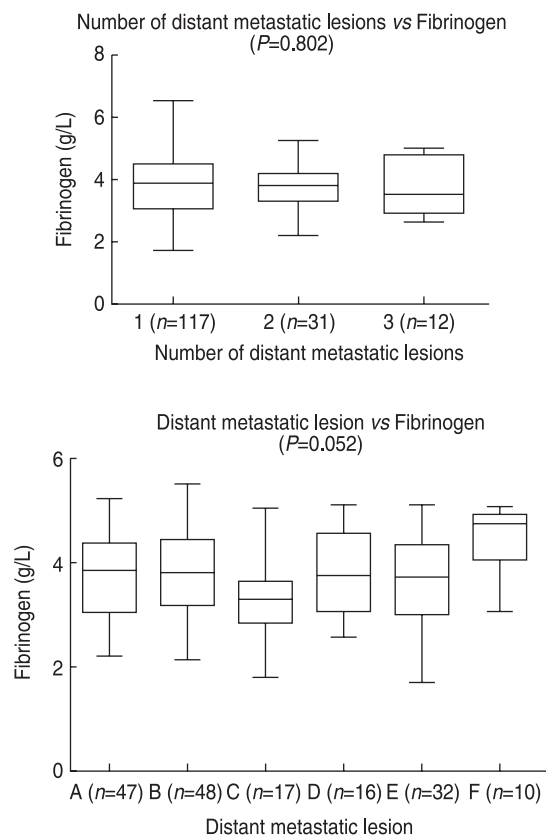 Number of distant metastatic lesions vs Fibrinogen
(P=0.802)
8
6
4
2
0
Fibrinogen (g/L)
1 (n=117) 2 (n=31) 3 (n=12)
Number of distant metastatic lesions
Distant metastatic lesion vs Fibrinogen
(P=0.052)
6
4
2
0
Fibrinogen (g/L)
A (n=47) B (n=48) C (n=17) D (n=16) E (n=32) F (n=10)
Distant metastatic lesion